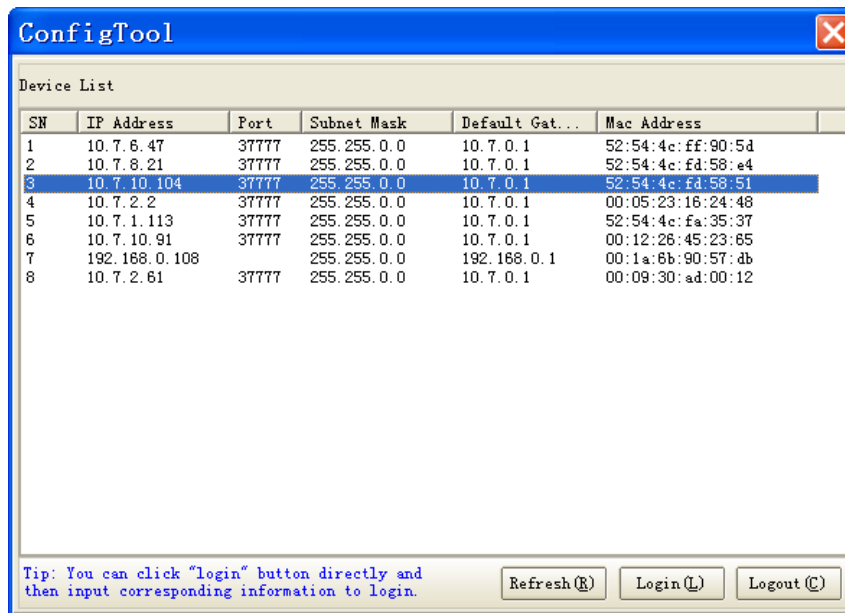 ConfigTool
Device List
SN IP Address Port Subnet Mask Default Gat... Mac Address
1 10.7.6.47 37777 255.255.0.0 10.7.0.1 52:54:4c:ff:90:5d
2 10.7.8.21 37777 255.255.0.0 10.7.0.1 52:54:4c:fd:58:e4
3 10.7.10.104 37777 255.255.0.0 10.7.0.1 52:54:4c:fd:58:51
4 10.7.2.2 37777 255.255.0.0 10.7.0.1 00:05:23:16:24:48
5 10.7.1.113 37777 255.255.0.0 10.7.0.1 52:54:4c:fa:35:37
6 10.7.10.91 37777 255.255.0.0 10.7.0.1 00:12:26:45:23:65
7 192.168.0.108 255.255.0.0 192.168.0.1 00:1a:6b:90:57:db
8 10.7.2.61 37777 255.255.0.0 10.7.0.1 00:09:30:ad:00:12
Tip: You can click "login" button directly and
then input corresponding information to login.
Refresh(R) Login(L) Logout(C)